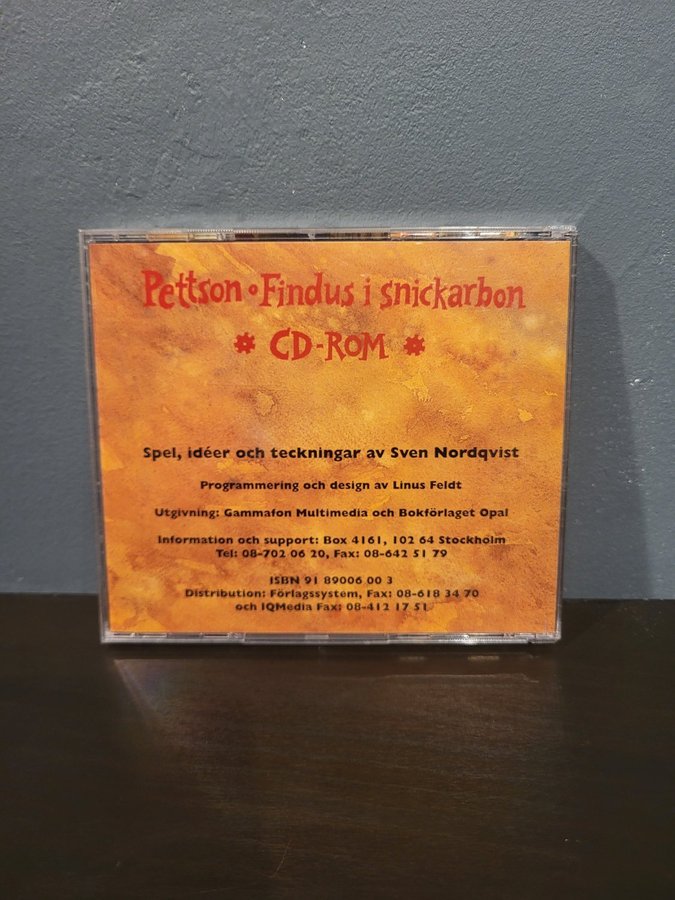 Pettson • Findus i snickarbon
* CD-ROM *
Spel, idéer och teckningar av Sven Nordqvist
Programmering och design av Linus Feldt
Utgivning: Gammafon Multimedia och Bokförlaget Opal
Information och support: Box 4161, 102 64 Stockholm
Tel: 08-702 06 20, Fax: 08-642 51 79
ISBN 91 89006 00 3
Distribution: Förlagssystem, Fax: 08-618 34 70
och IQMedia Fax: 08-412 17 51